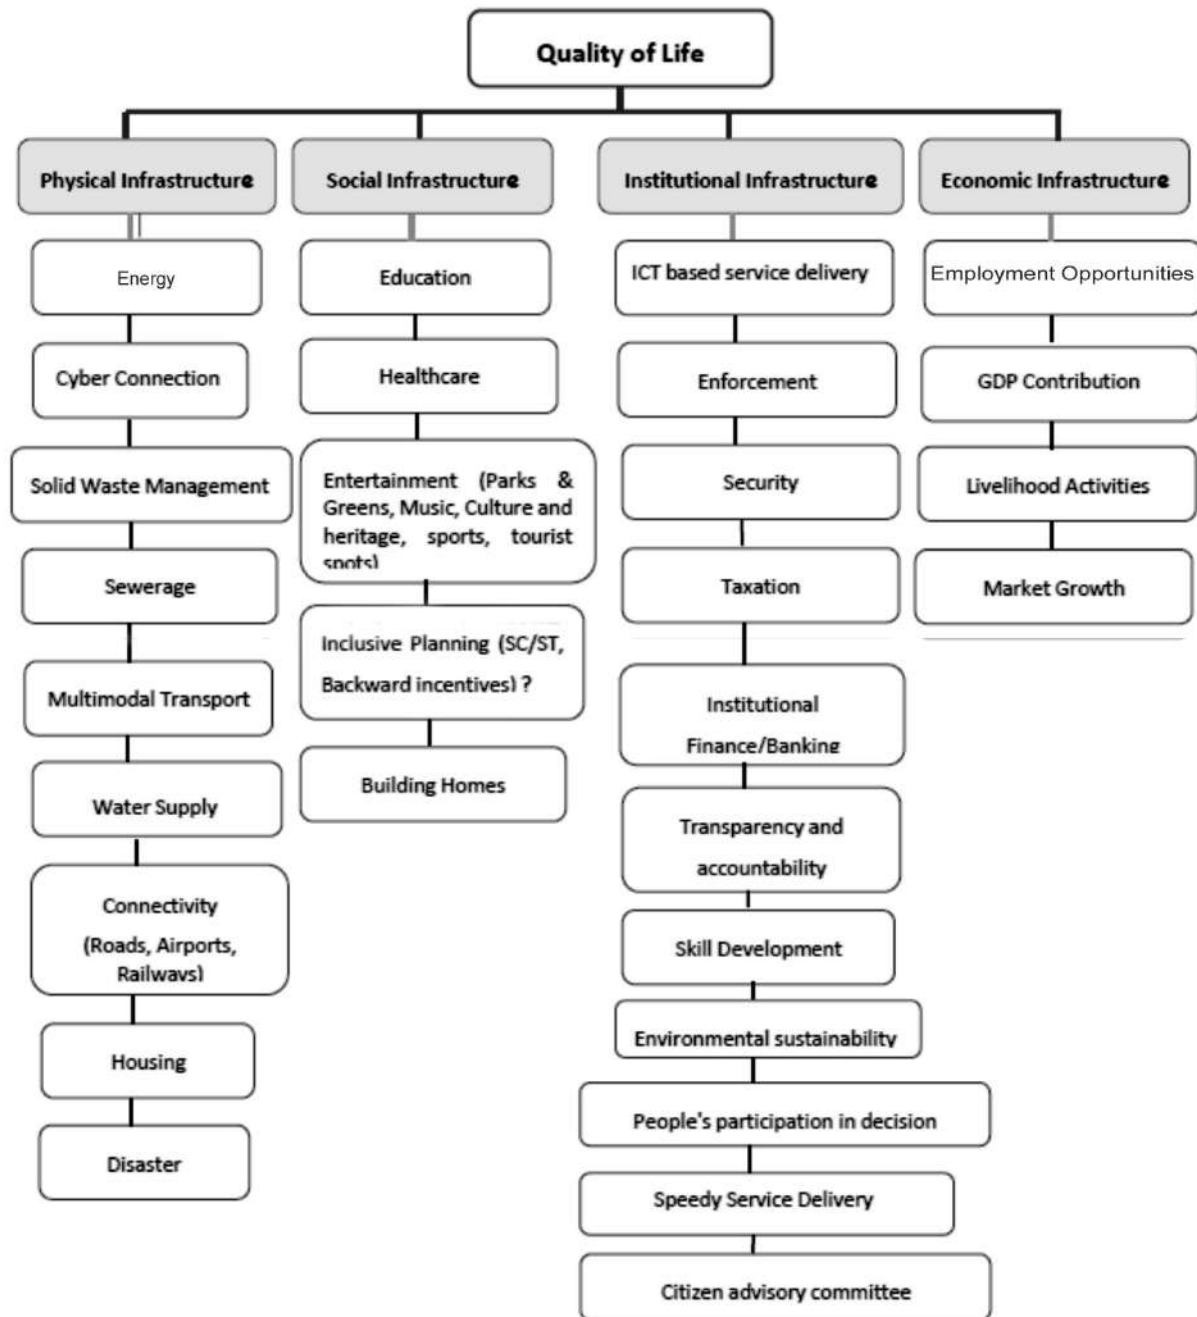 Quality of Life
Physical Infrastructure
Social Infrastructure
Institutional Infrastructure
Economic Infrastructure
Energy
Cyber Connection
Solid Waste Management
Sewerage
Multimodal Transport
Water Supply
Connectivity
(Roads, Airports,
Railways)
Housing
Disaster
Education
Healthcare
Entertainment (Parks &
Greens, Music, Culture and
heritage, sports, tourist
spots)
Inclusive Planning (SC/ST,
Backward incentives) ?
Building Homes
ICT based service delivery
Enforcement
Security
Taxation
Institutional
Finance/Banking
Transparency and
accountability
Skill Development
Environmental sustainability
People's participation in decision
Speedy Service Delivery
Citizen advisory committee
Employment Opportunities
GDP Contribution
Livelihood Activities
Market Growth